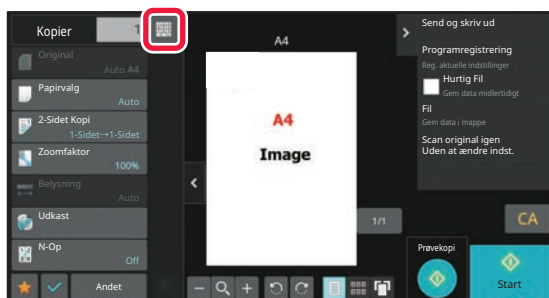 Kopier
1
Original
Auto A4
Papirvalg
Auto
2-Sidet Kopi
1-Sidet→1-Sidet
Zoomfaktor
100%
Belysning
Auto
Udkast
N-Op
Off
Andet
A4
A4
Image
1/1
Send og skriv ud
Programregistrering
Reg. aktuelle indstillinger
Hurtig Fil
Gem data midlertidigt
Fil
Gem data i mappe
Scan original igen
Uden at ændre indst.
CA
Prøvekopi
Start